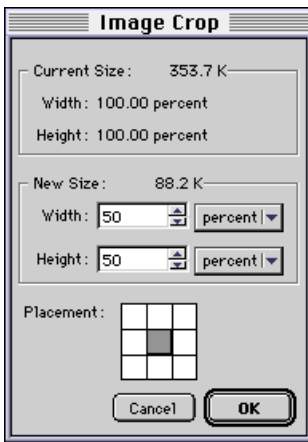 Image Crop
Current Size: 353.7 K
Width: 100.00 percent
Height: 100.00 percent
New Size: 88.2 K
Width: 50 percent
Height: 50 percent
Placement:
Cancel OK